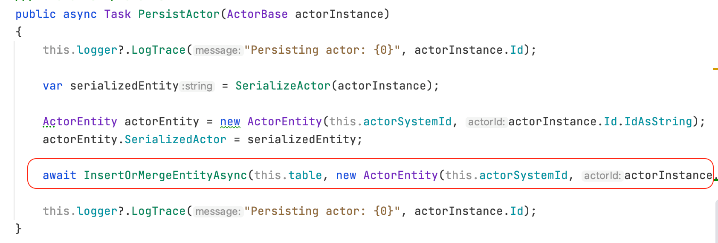 public async Task PersistActor(ActorBase actorInstance)
{
this.logger?.LogTrace( message: "Persisting actor: {0}", actorInstance.Id);
var serializedEntity :string = SerializeActor(actorInstance);
ActorEntity actorEntity = new ActorEntity(this.actorSystemId, actorId: actorInstance.Id.IdAsString);
actorEntity.SerializedActor = serializedEntity;
await InsertOrMergeEntityAsync(this.table, new ActorEntity(this.actorSystemId, actorId: actorInstance.
this.logger?.LogTrace( message: "Persisting actor: {0}", actorInstance.Id);
}